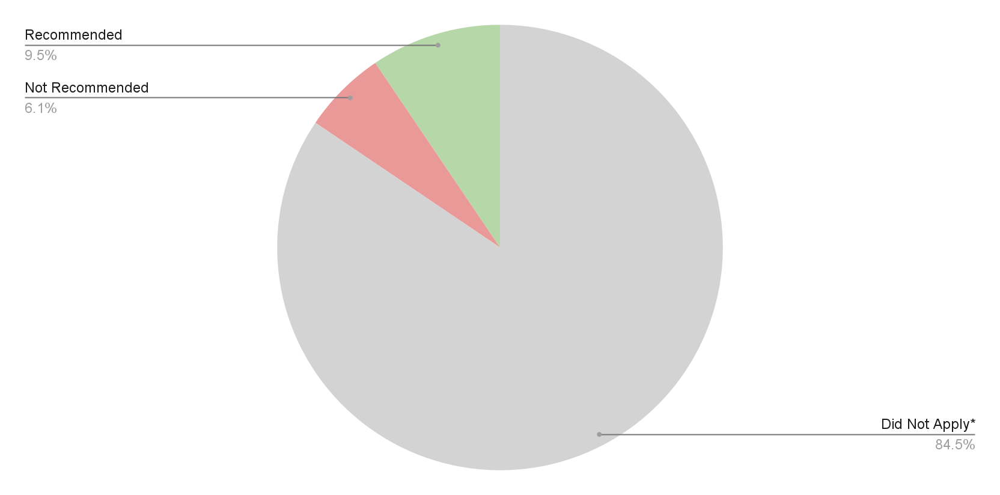 Recommended
9.5%
Not Recommended
6.1%
Did Not Apply*
84.5%